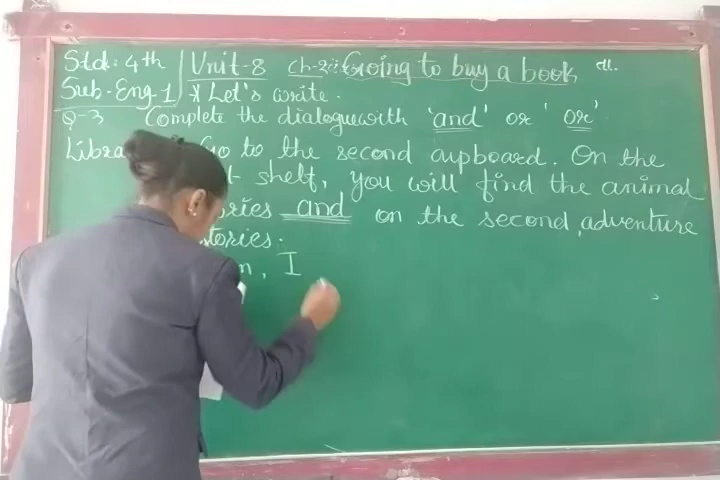 Std: 4th Unit-8 ch-2: Going to buy a book dt.
Sub. Eng-1 * Let's write.
Q-3 Complete the dialogue with 'and' or 'or'
Go to the second cupboard. On the
shelf, you will find the animal
and on the second, adventure
stories.
, I